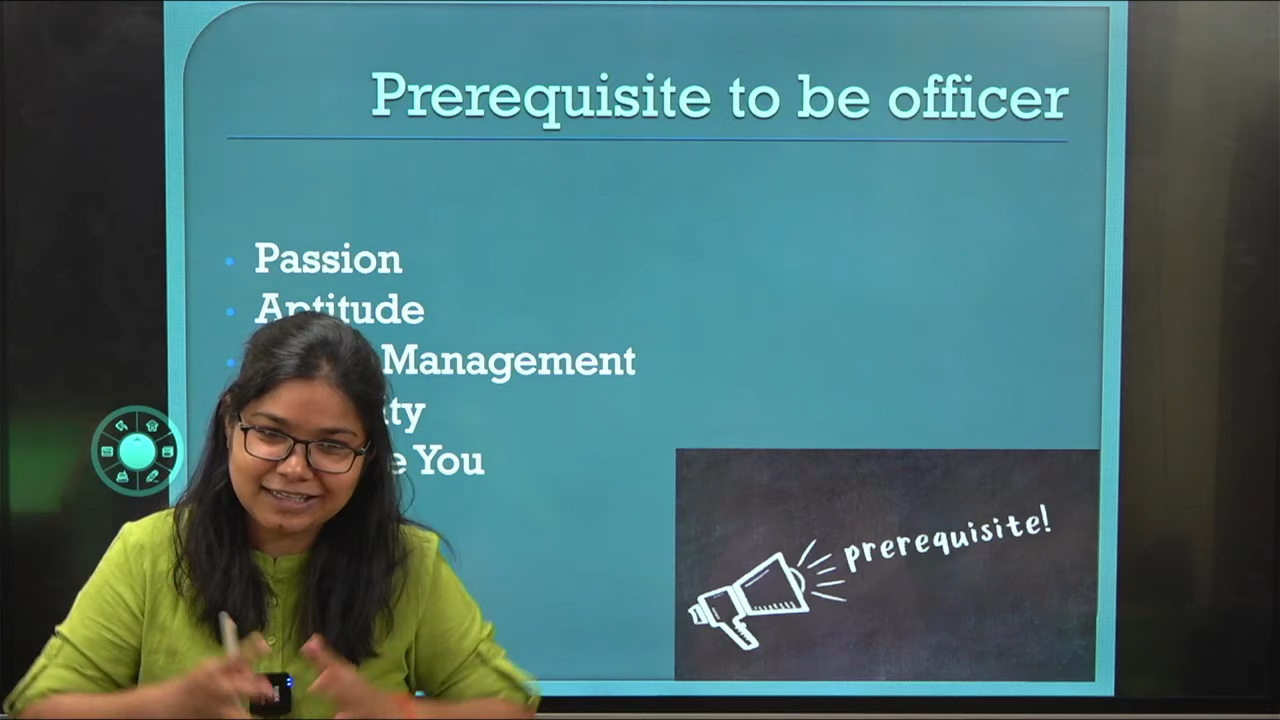 Prerequisite to be officer
Passion
Aptitude
Management
You
prerequisite!